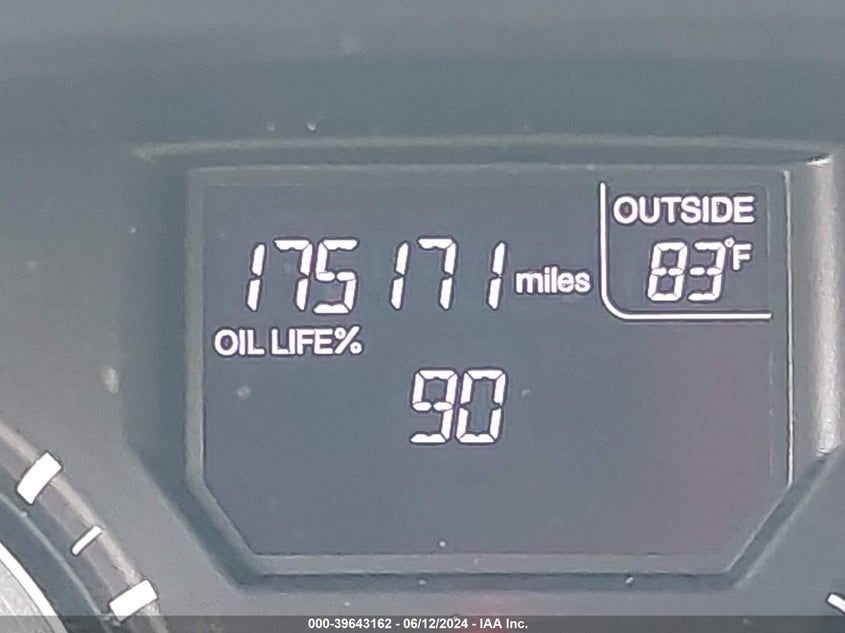 OUTSIDE
175171 miles 83°F
OIL LIFE%
90
000-39643162 - 06/12/2024 - IAA Inc.